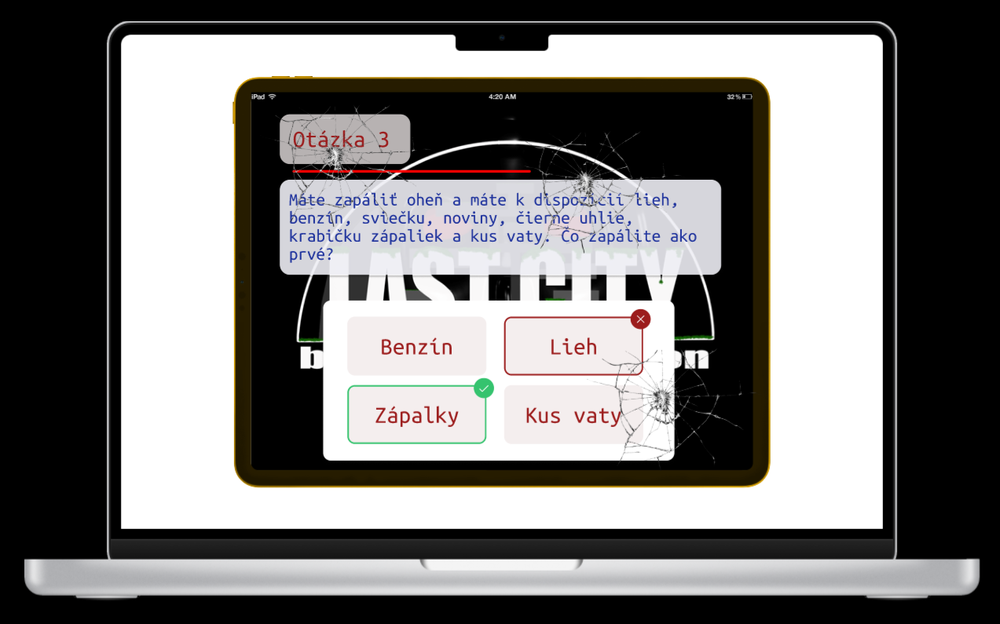 iPad 4:20 AM 32 %
Otázka 3
Máte zapáliť oheň a máte k dispozícií lieh,
benzín, sviečku, noviny, čierne uhlie,
krabičku zápaliek a kus vaty. Čo zapálite ako
prvé?
LAST CITY
Benzín
Lieh
Zápalky
Kus vaty